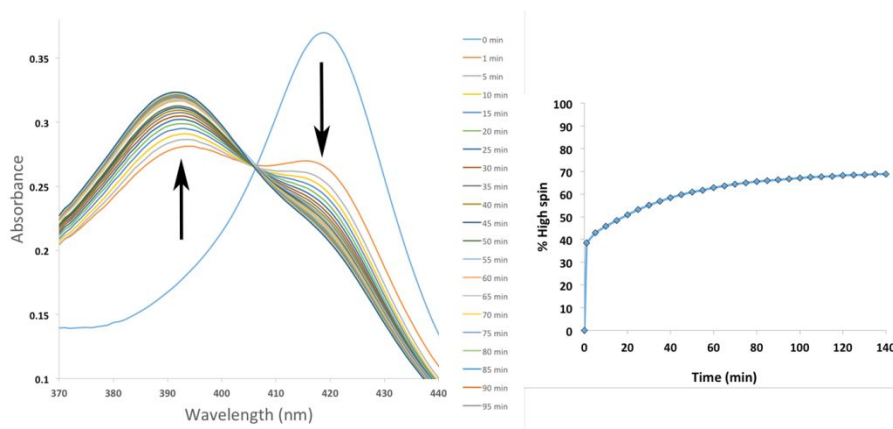 Absorbance
0.35
0.3
0.25
0.2
0.15
0.1
370
380
390
400
410
420
430
440
Wavelength (nm)
0 min
1 min
5 min
10 min
15 min
20 min
25 min
30 min
35 min
40 min
45 min
50 min
55 min
60 min
65 min
70 min
75 min
80 min
85 min
90 min
95 min
% High spin
100
90
80
70
60
50
40
30
20
10
0
0
20
40
60
80
100
120
140
Time (min)